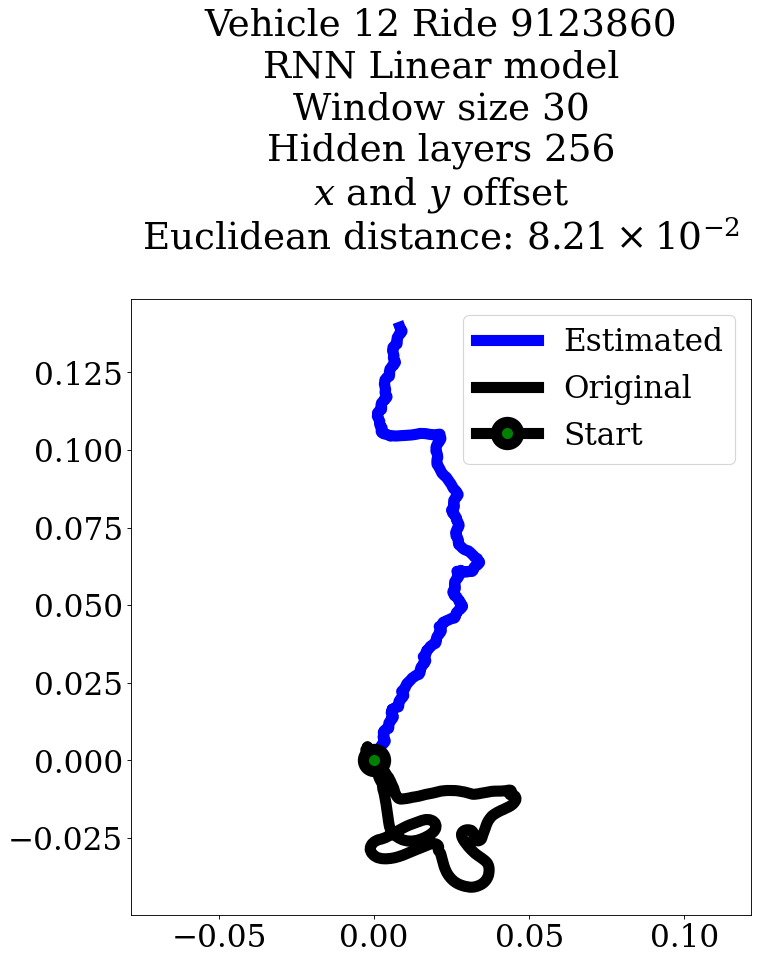 Vehicle 12 Ride 9123860
RNN Linear model
Window size 30
Hidden layers 256
x and y offset
Euclidean distance: 8.21 × 10⁻²
Estimated
Original
Start
0.125
0.100
0.075
0.050
0.025
0.000
−0.025
−0.05
0.00
0.05
0.10